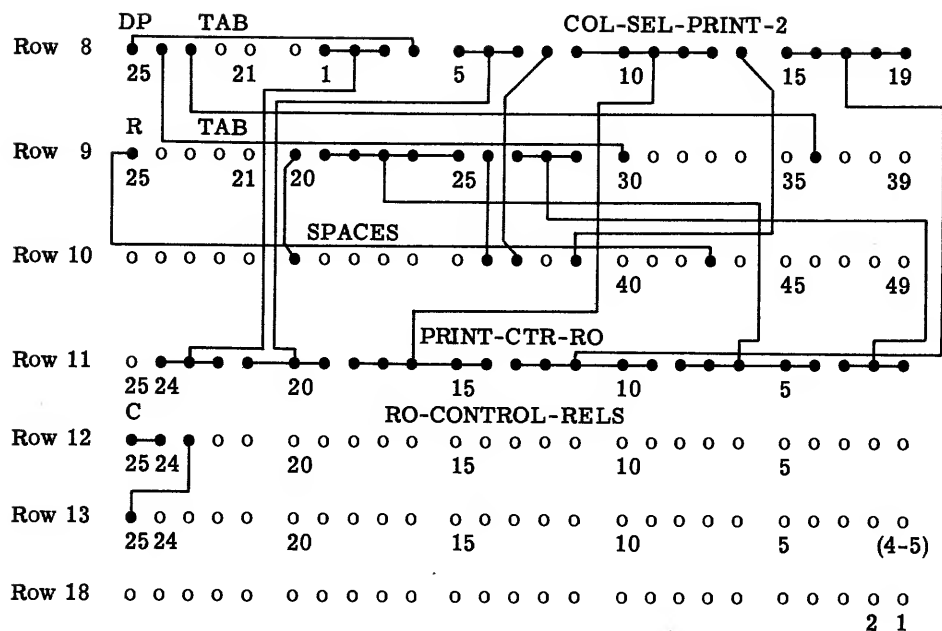 DP TAB COL-SEL-PRINT-2
Row 8
25 21 1 5 10 15 19
R TAB
Row 9
25 21 20 25 30 35 39
SPACES
Row 10
40 45 49
PRINT-CTR-RO
Row 11
25 24 20 15 10 5
C RO-CONTROL-RELS
Row 12
25 24 20 15 10 5
Row 13
25 24 20 15 10 5 (4-5)
Row 18
2 1